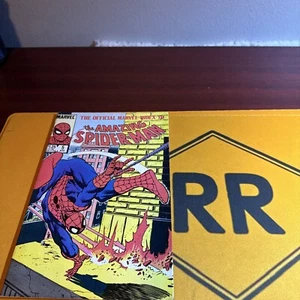 MARVEL
THE OFFICIAL MARVEL INDEX TO
the AMAZING
SPIDER-MAN
RR